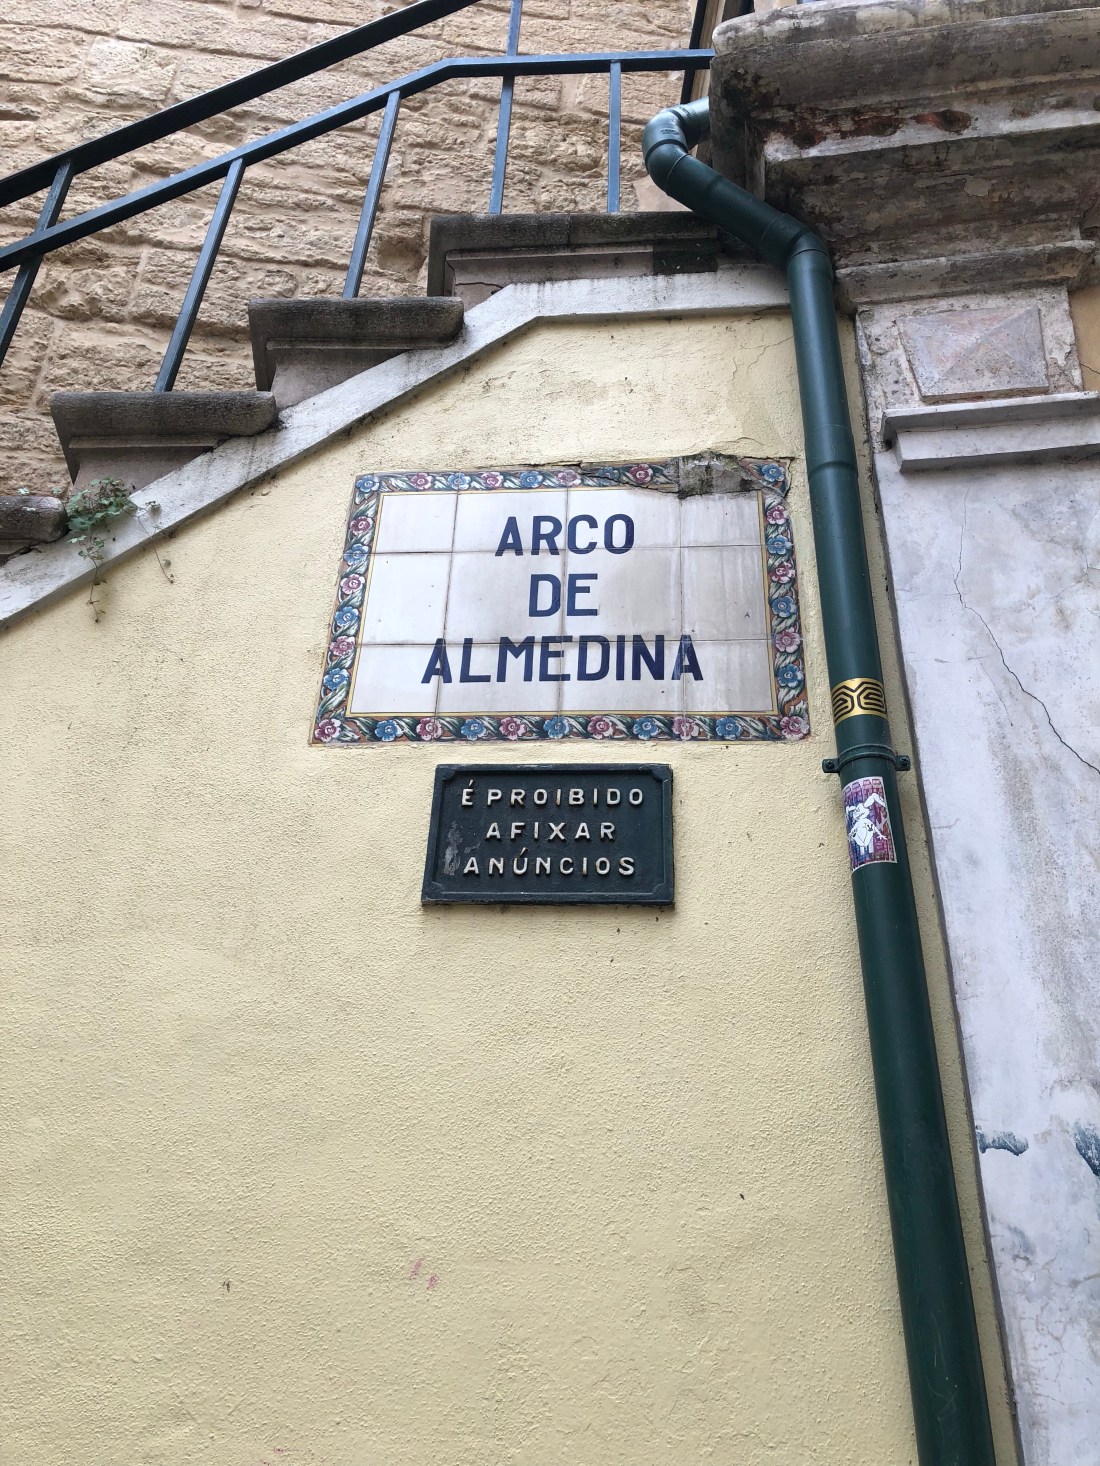 ARCO
DE
ALMEDINA
É PROIBIDO
AFIXAR
ANÚNCIOS